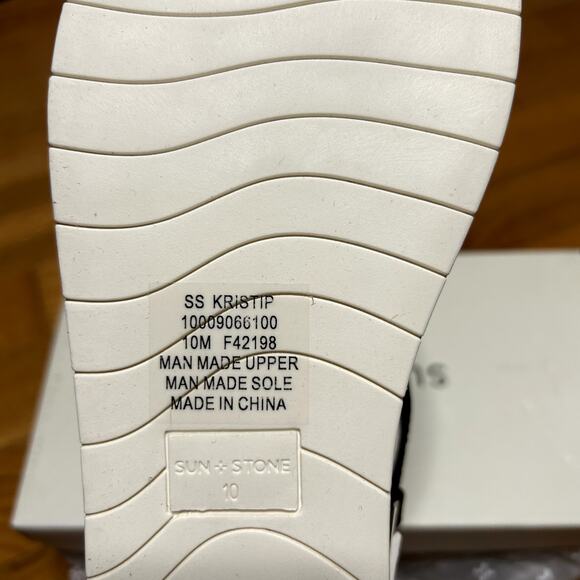 SS KRISTIP
10009066100
10M F42198
MAN MADE UPPER
MAN MADE SOLE
MADE IN CHINA
SUN + STONE
10